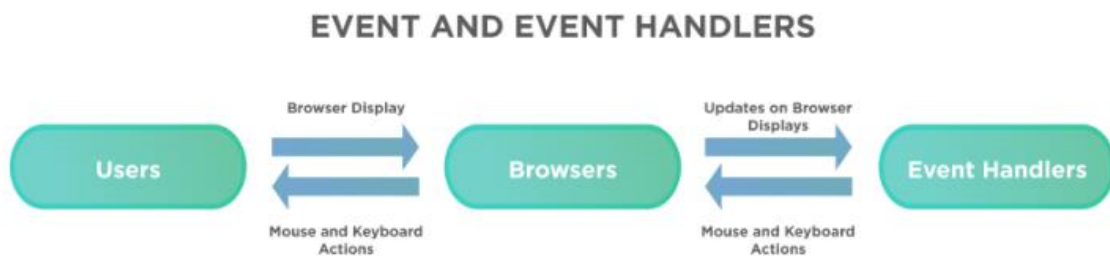 EVENT AND EVENT HANDLERS
Browser Display
Updates on Browser
Displays
Users
Browsers
Event Handlers
Mouse and Keyboard
Actions
Mouse and Keyboard
Actions